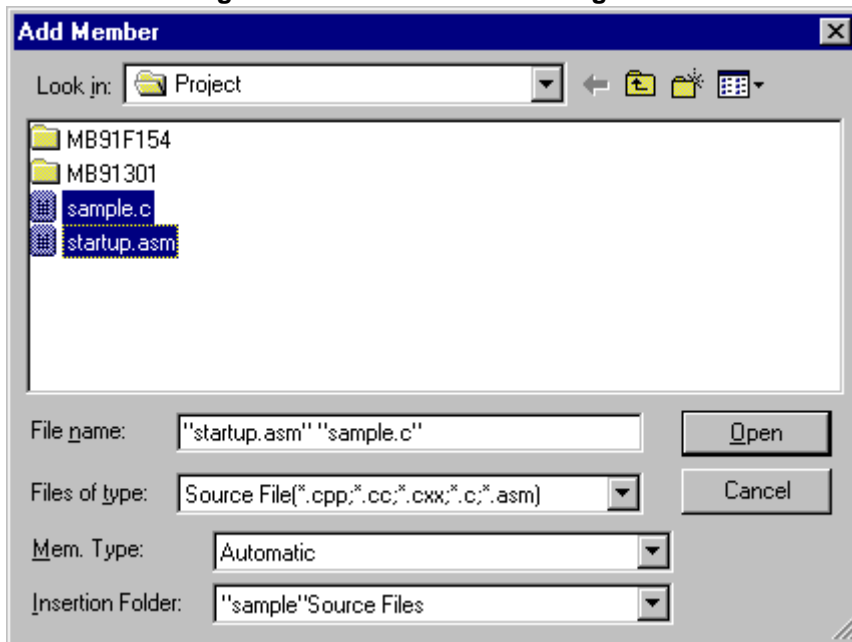 Add Member
Look in: Project
MB91F154
MB91301
sample.c
startup.asm
File name: "startup.asm" "sample.c" Open
Files of type: Source File(*.cpp;*.cc;*.cxx;*.c;*.asm) Cancel
Mem. Type: Automatic
Insertion Folder: "sample"Source Files